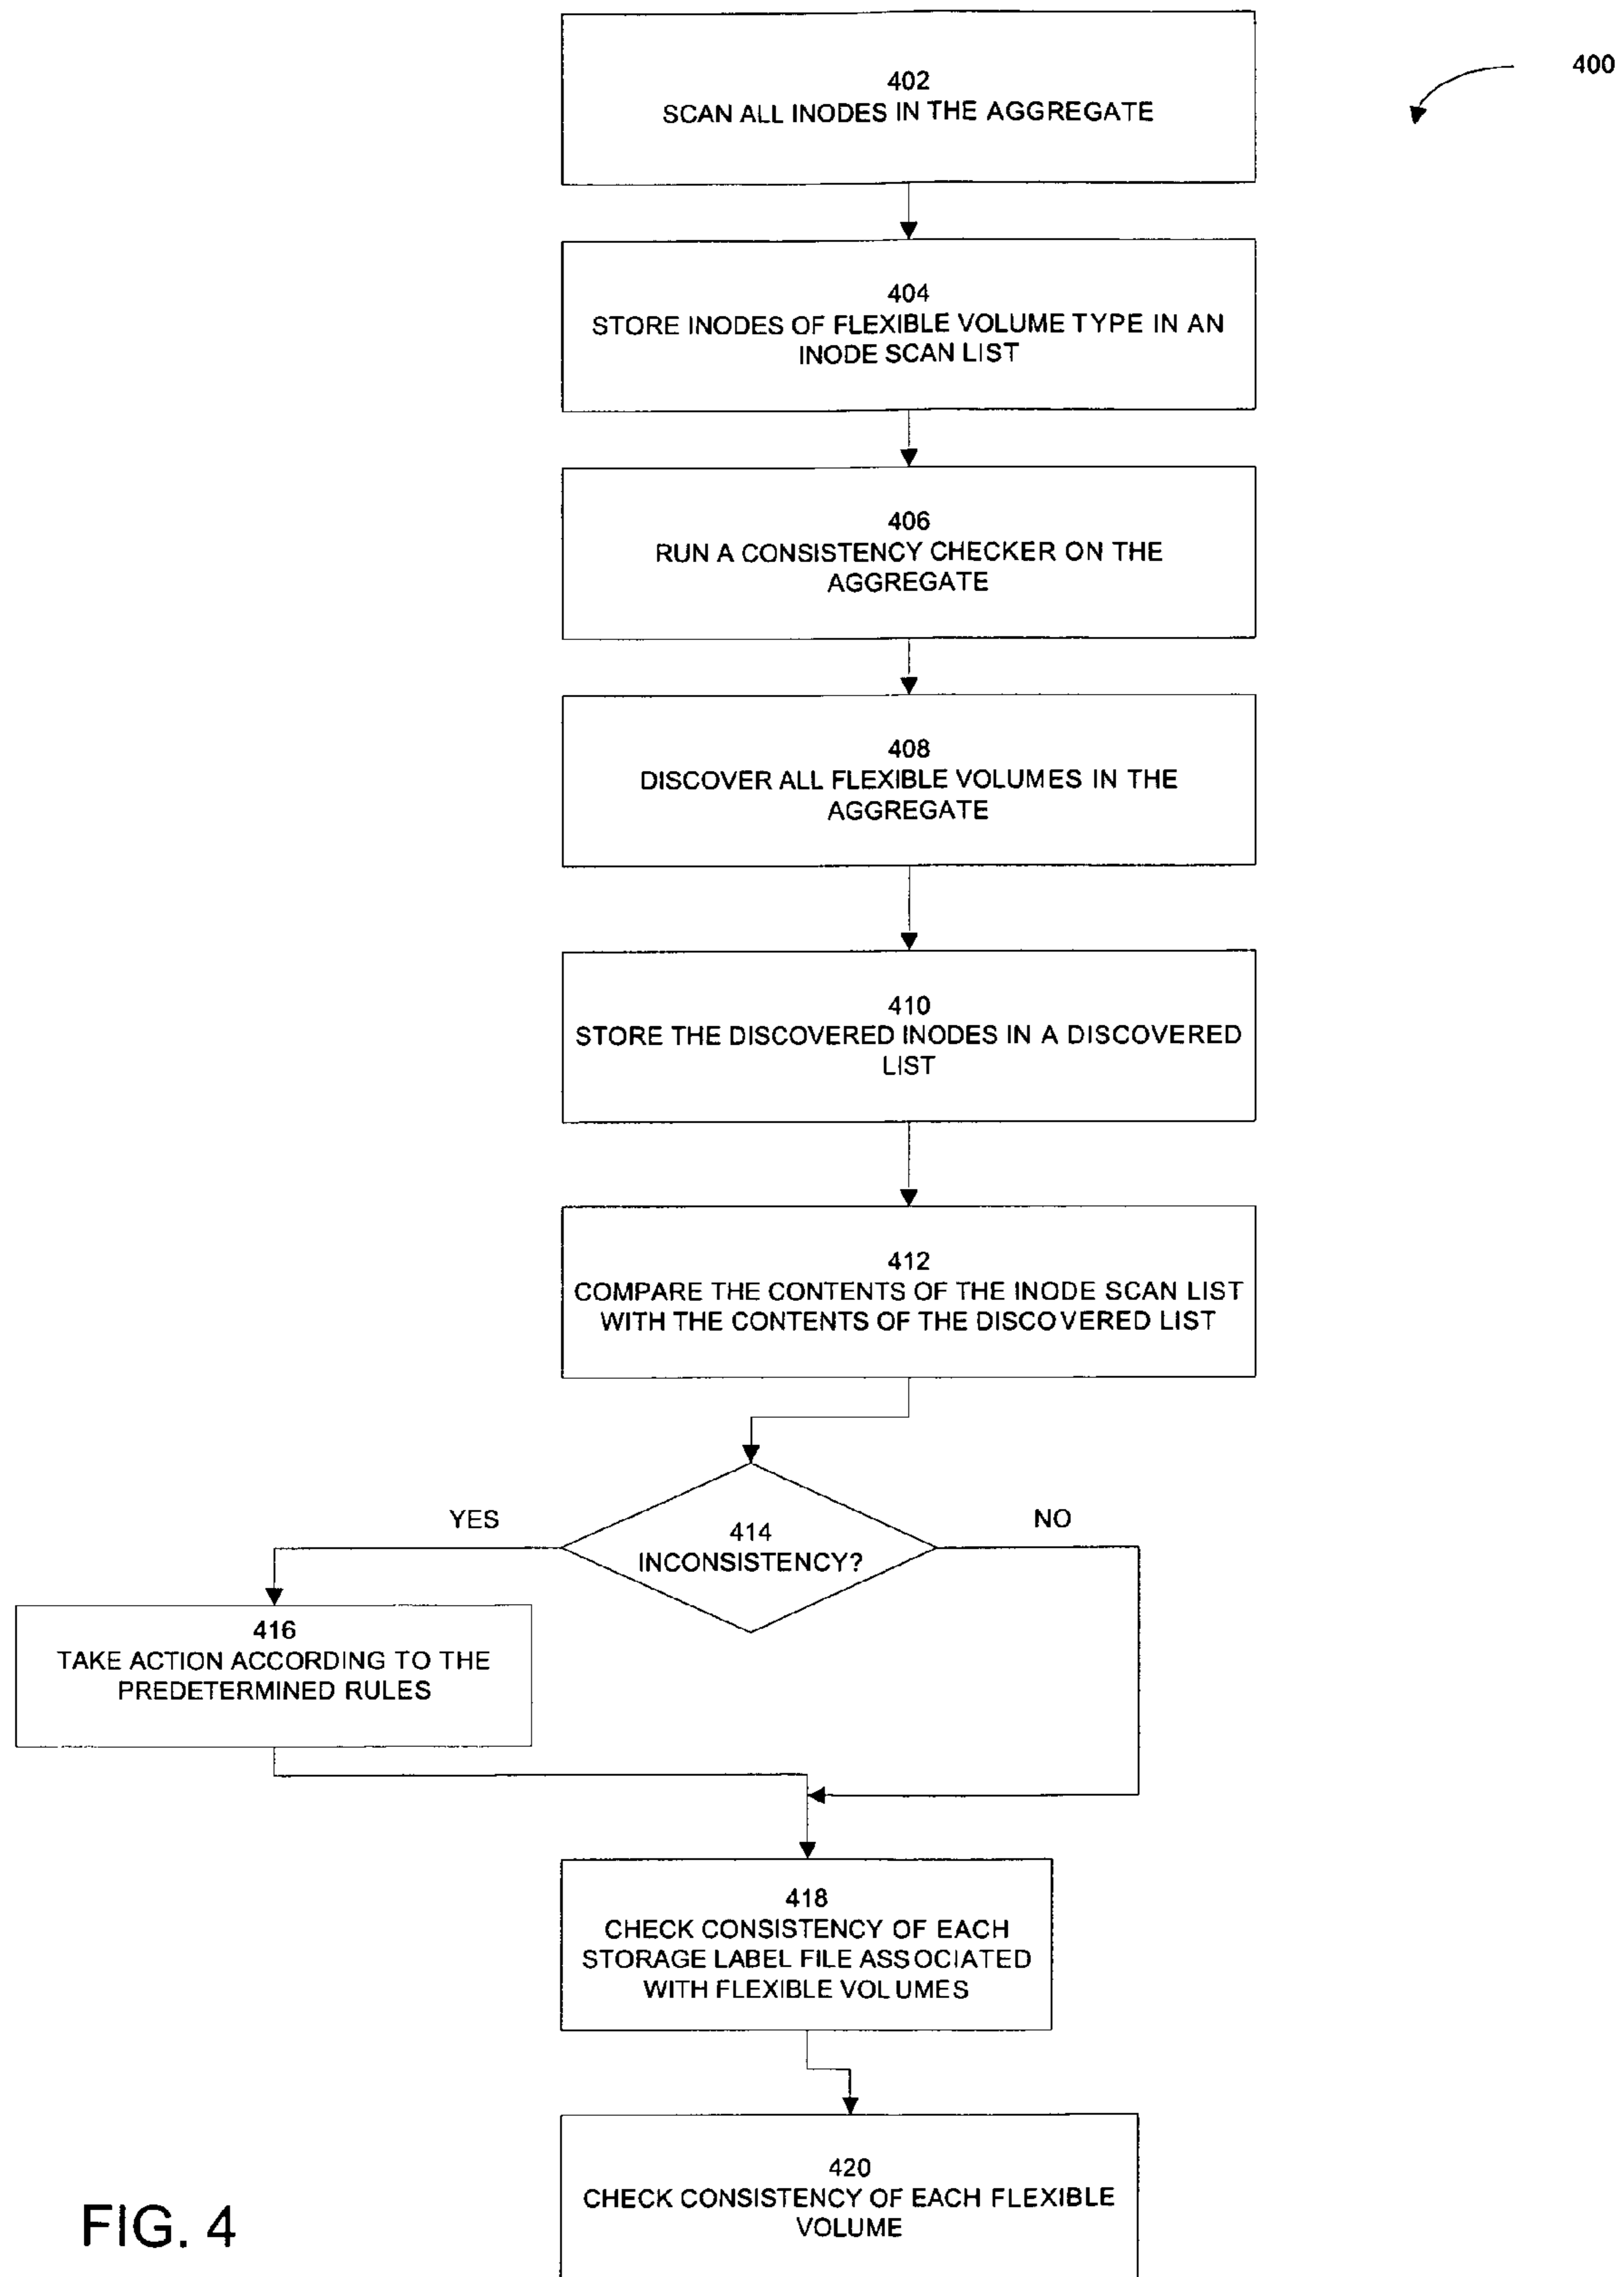 400
402
SCAN ALL INODES IN THE AGGREGATE
404
STORE INODES OF FLEXIBLE VOLUME TYPE IN AN
INODE SCAN LIST
406
RUN A CONSISTENCY CHECKER ON THE
AGGREGATE
408
DISCOVER ALL FLEXIBLE VOLUMES IN THE
AGGREGATE
410
STORE THE DISCOVERED INODES IN A DISCOVERED
LIST
412
COMPARE THE CONTENTS OF THE INODE SCAN LIST
WITH THE CONTENTS OF THE DISCOVERED LIST
YES
414
INCONSISTENCY?
NO
416
TAKE ACTION ACCORDING TO THE
PREDETERMINED RULES
418
CHECK CONSISTENCY OF EACH
STORAGE LABEL FILE ASSOCIATED
WITH FLEXIBLE VOLUMES
420
CHECK CONSISTENCY OF EACH FLEXIBLE
VOLUME
FIG. 4